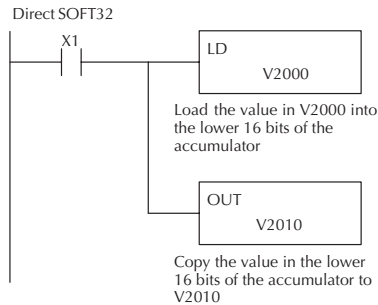 Direct SOFT32
X1
LD
V2000
Load the value in V2000 into
the lower 16 bits of the
accumulator
OUT
V2010
Copy the value in the lower
16 bits of the accumulator to
V2010